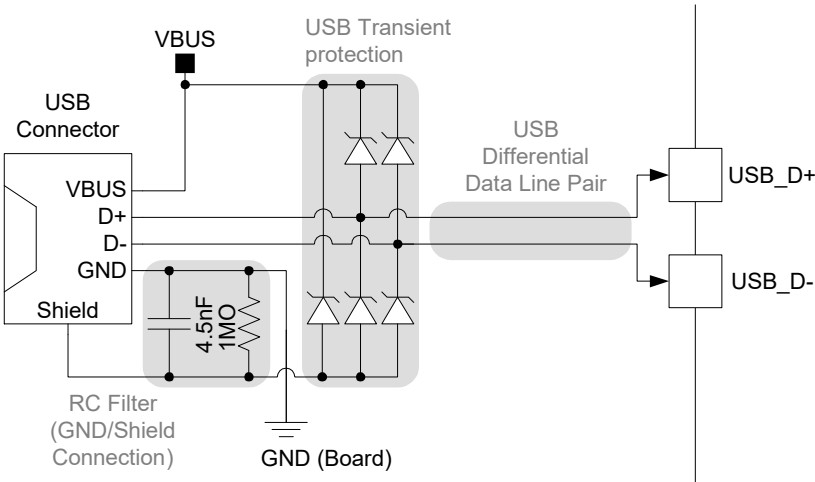 USB Transient
protection
VBUS
USB
Connector
USB
Differential
Data Line Pair
VBUS
D+
D-
GND
Shield
4.5nF
1MO
USB_D+
USB_D-
RC Filter
(GND/Shield
Connection)
GND (Board)